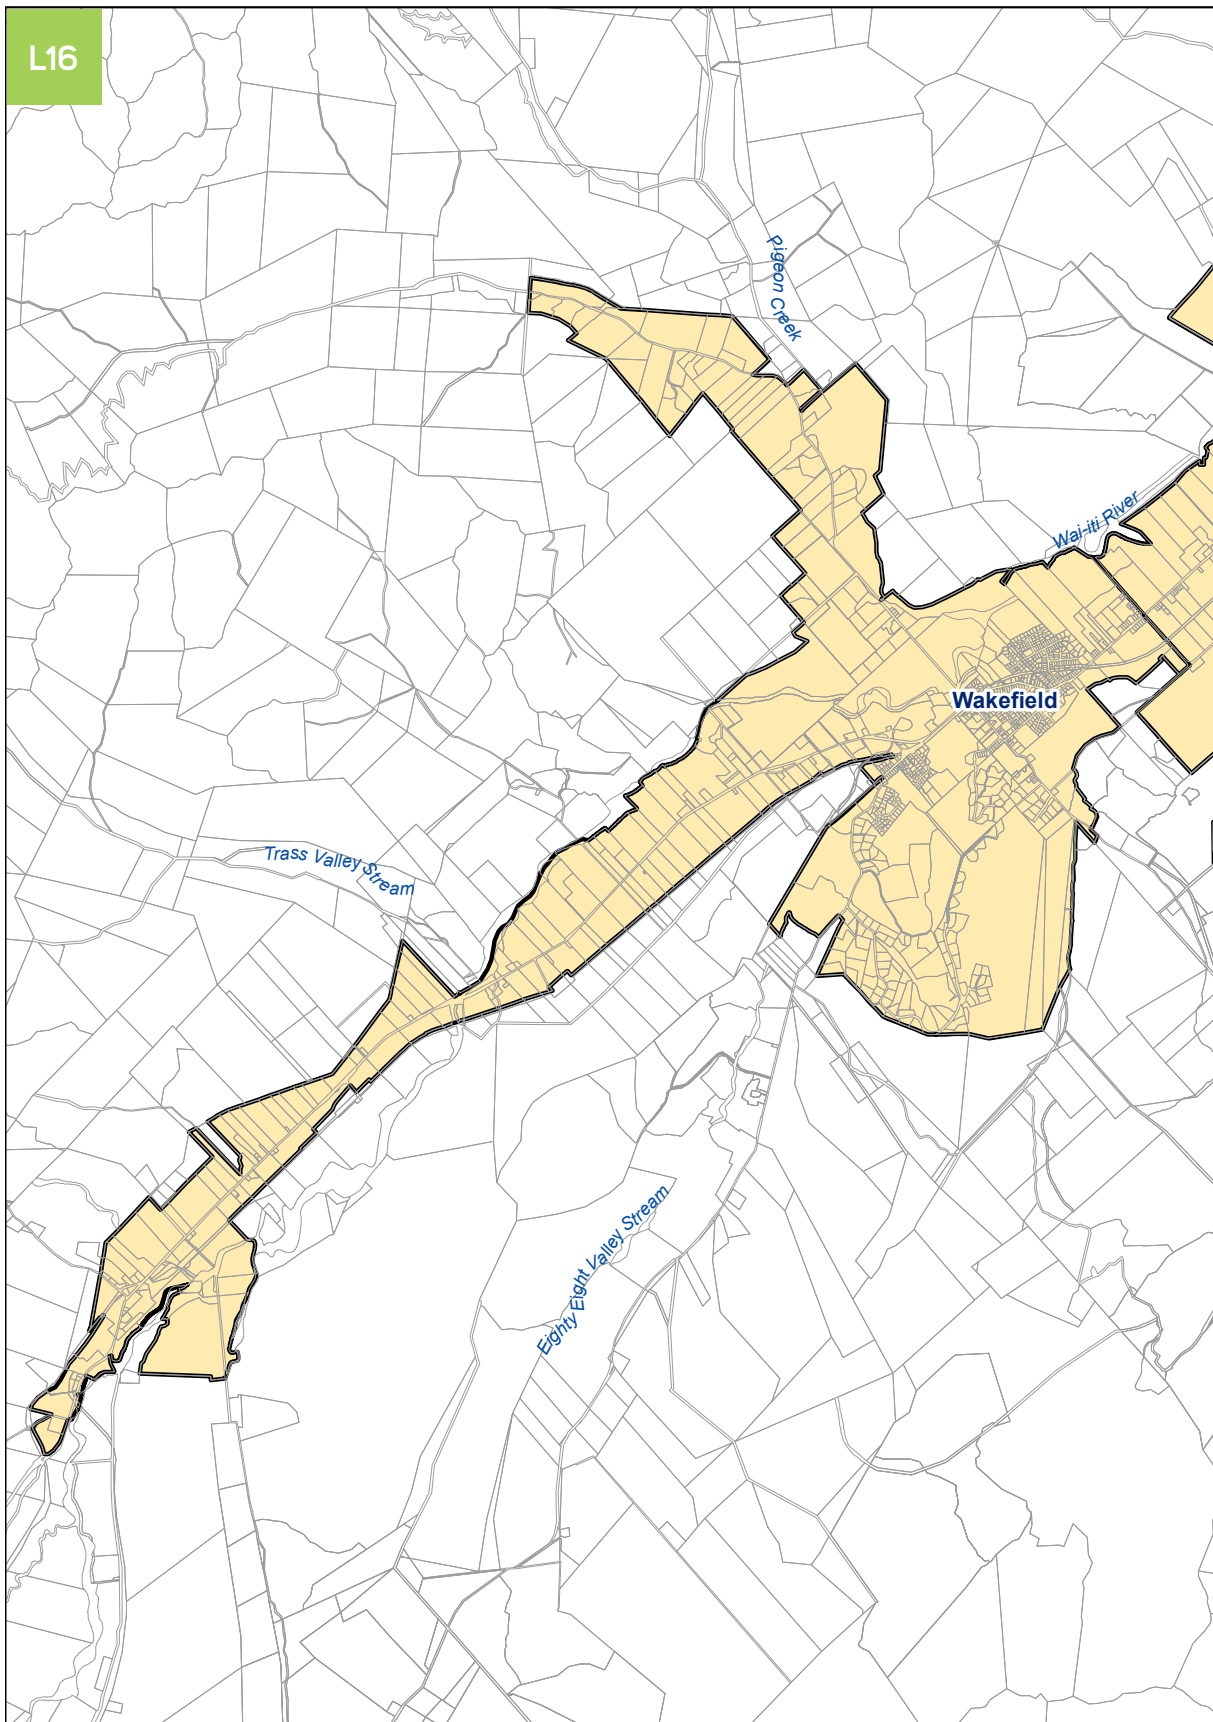 L16
Pigeon Creek
Wai-iti River
Wakefield
Trass Valley Stream
Eighty Eight Valley Stream